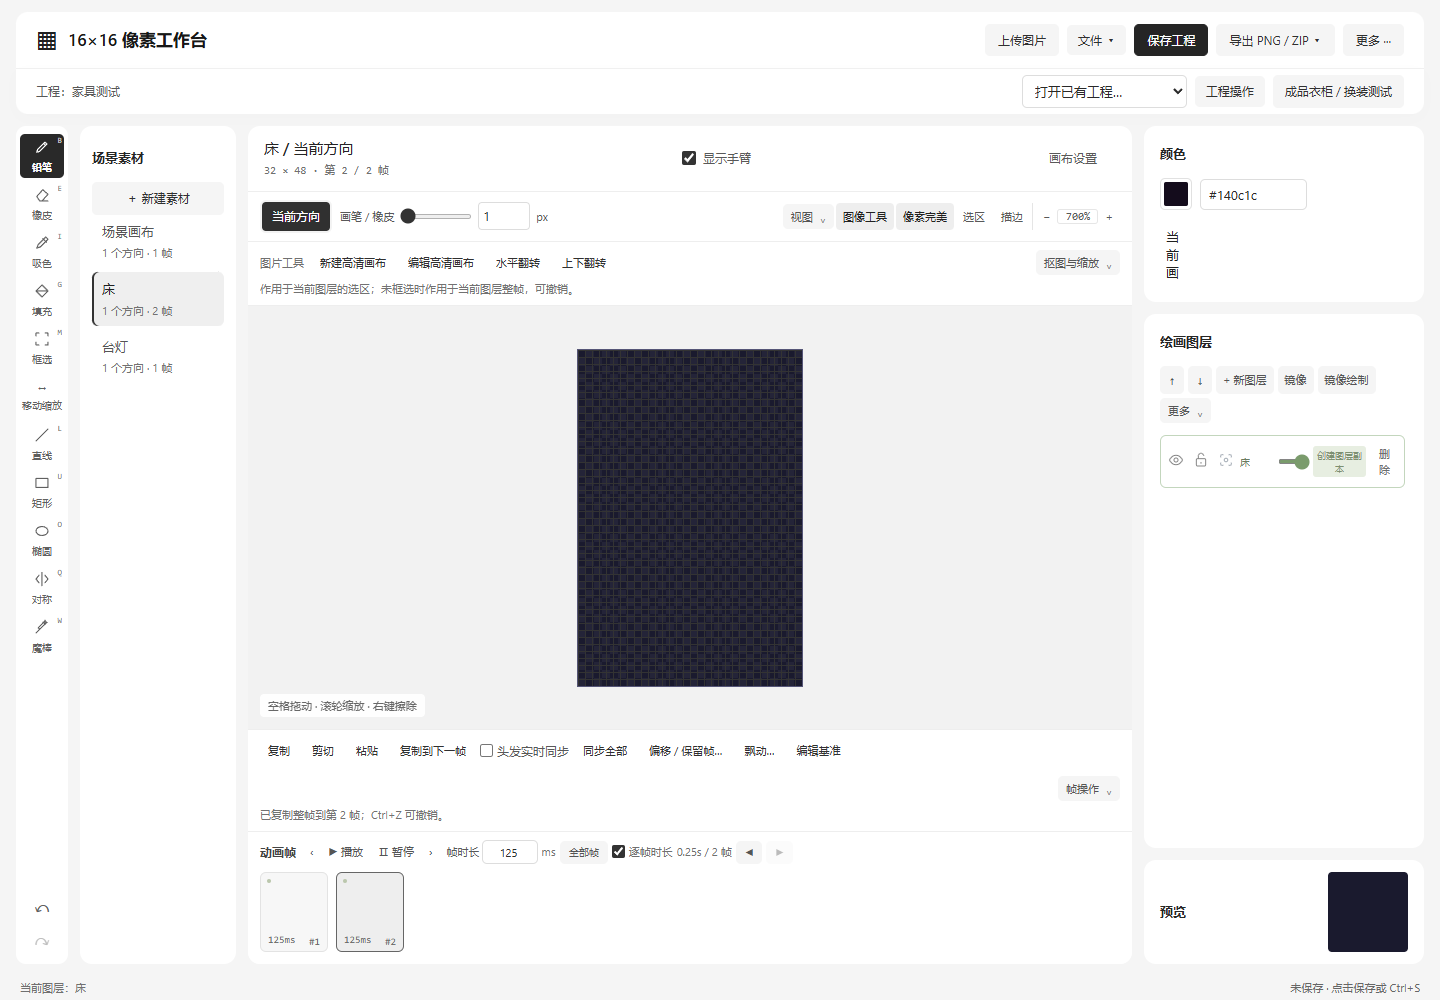 16×16 像素工作台
上传图片
文件
保存工程
导出 PNG / ZIP
更多 ···
工程：家具测试
打开已有工程...
工程操作
成品衣柜 / 换装测试
B
铅笔
E
橡皮
I
吸色
G
填充
M
框选
移动缩放
L
直线
U
矩形
O
椭圆
Q
对称
W
魔棒
场景素材
+ 新建素材
场景画布
1 个方向 · 1 帧
床
1 个方向 · 2 帧
台灯
1 个方向 · 1 帧
床 / 当前方向
32 × 48 · 第 2 / 2 帧
显示手臂
画布设置
当前方向
画笔 / 橡皮
1
px
视图
图像工具
像素完美
选区
描边
− 700% +
图片工具
新建高清画布
编辑高清画布
水平翻转
上下翻转
抠图与缩放
作用于当前图层的选区；未框选时作用于当前图层整帧，可撤销。
空格拖动 · 滚轮缩放 · 右键擦除
复制
剪切
粘贴
复制到下一帧
头发实时同步
同步全部
偏移 / 保留帧...
飘动...
编辑基准
帧操作
已复制整帧到第 2 帧；Ctrl+Z 可撤销。
动画帧
‹
播放
暂停
›
帧时长
125
ms
全部帧
逐帧时长
0.25s / 2 帧
125ms #1
125ms #2
颜色
#140c1c
当
前
画
绘画图层
↑
↓
+ 新图层
镜像
镜像绘制
更多
床
创建图层副
本
删
除
预览
当前图层：床
未保存 · 点击保存或 Ctrl+S